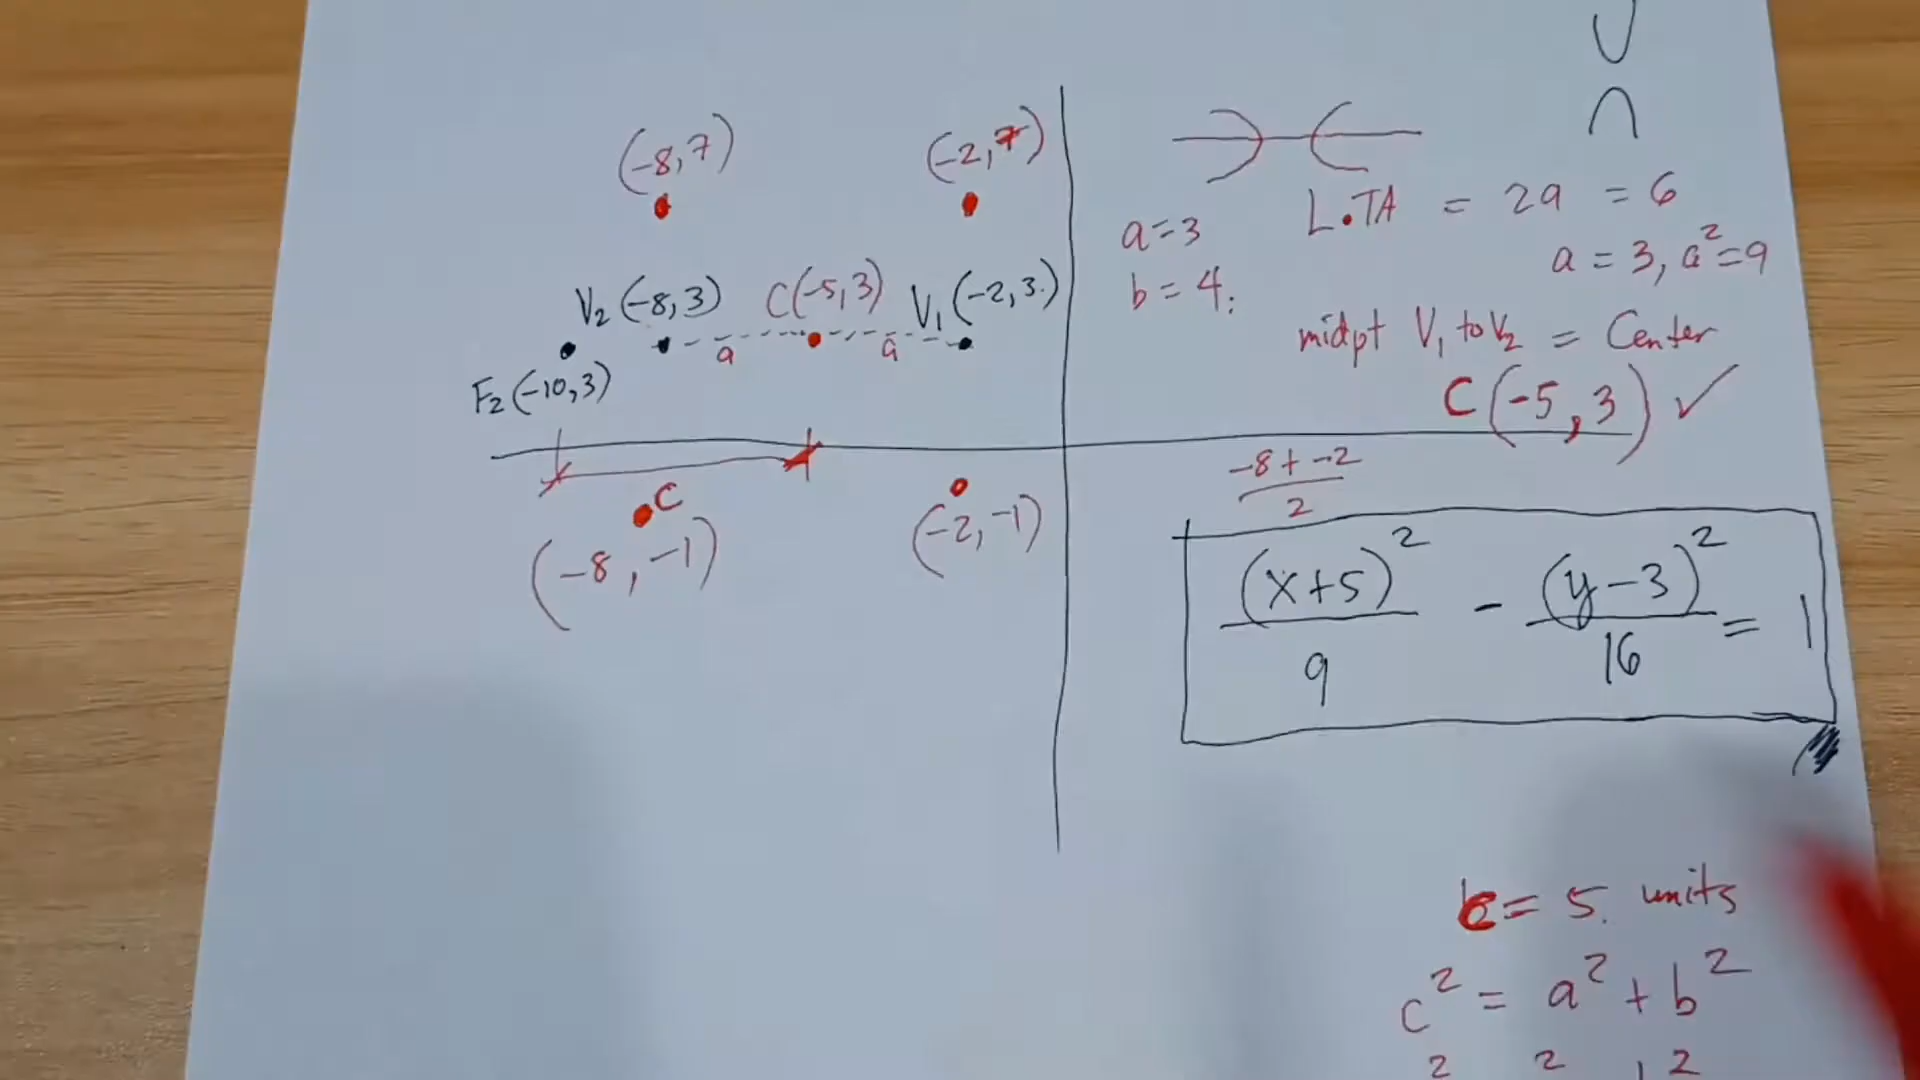 (-8,7)
(-2,7)
V₂(-8,3)
C(-5,3)
V₁(-2,3)
a
a
F₂(-10,3)
C
(-8,-1)
(-2,-1)
a=3
b=4
L.TA = 2a = 6
a = 3, a²=9
midpt V₁ to V₂ = Center
C(-5,3) ✓
-8+-2
2
(x+5)² - (y-3)² = 1
9 16
c = 5. units
c² = a² + b²